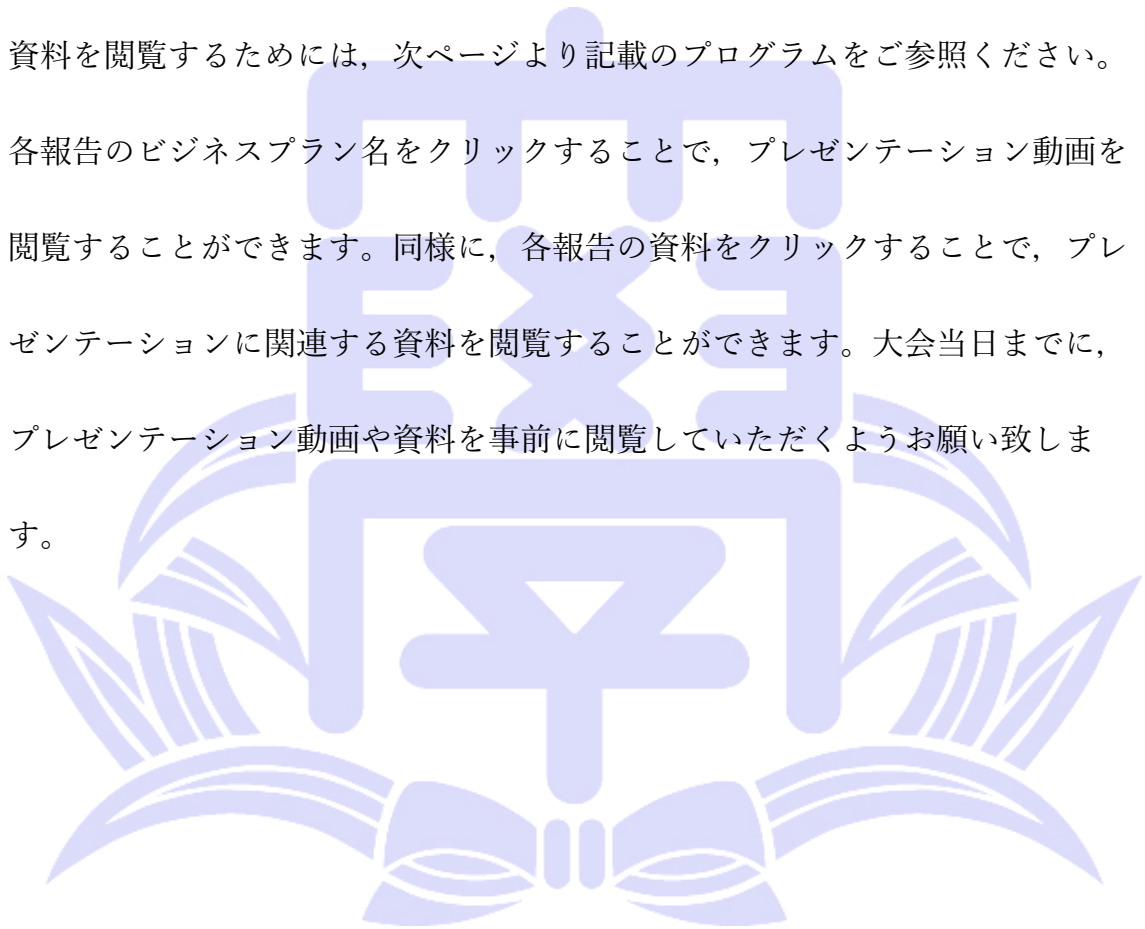 資料を閲覧するためには，次ページより記載のプログラムをご参照ください。
各報告のビジネスプラン名をクリックすることで，プレゼンテーション動画を
閲覧することができます。同様に，各報告の資料をクリックすることで，プレ
ゼンテーションに関連する資料を閲覧することができます。大会当日までに，
プレゼンテーション動画や資料を事前に閲覧していただくようお願い致しま
す。